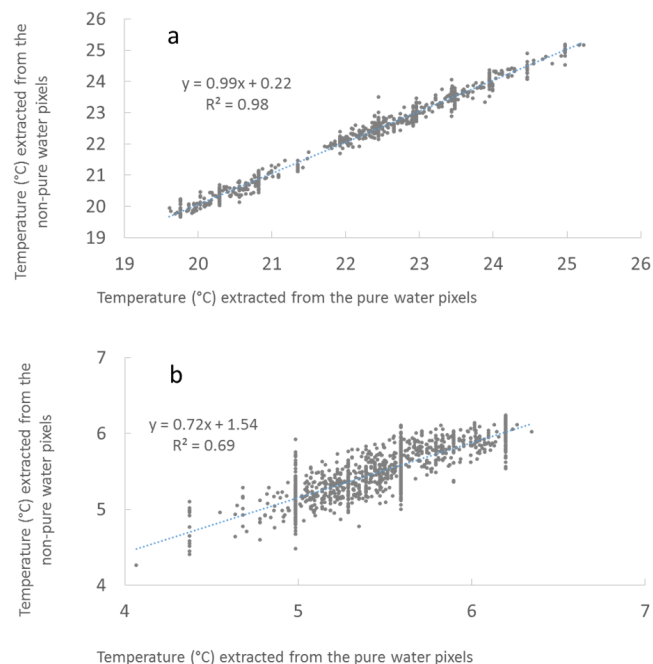 a
y = 0.99x + 0.22
R² = 0.98
Temperature (°C) extracted from the
non-pure water pixels
26
25
24
23
22
21
20
19
19 20 21 22 23 24 25 26
Temperature (°C) extracted from the pure water pixels
b
y = 0.72x + 1.54
R² = 0.69
Temperature (°C) extracted from the
non-pure water pixels
7
6
5
4
4 5 6 7
Temperature (°C) extracted from the pure water pixels